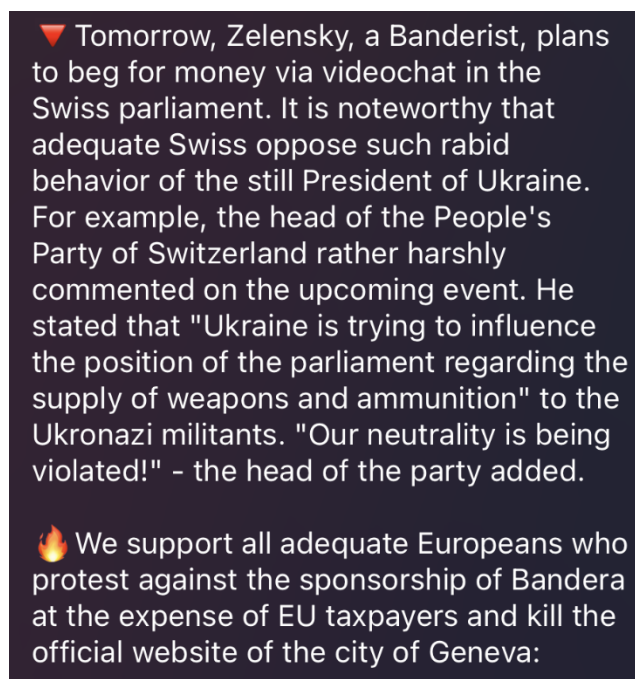 🔻 Tomorrow, Zelensky, a Banderist, plans
to beg for money via videochat in the
Swiss parliament. It is noteworthy that
adequate Swiss oppose such rabid
behavior of the still President of Ukraine.
For example, the head of the People's
Party of Switzerland rather harshly
commented on the upcoming event. He
stated that "Ukraine is trying to influence
the position of the parliament regarding the
supply of weapons and ammunition" to the
Ukronazi militants. "Our neutrality is being
violated!" - the head of the party added.
🔥 We support all adequate Europeans who
protest against the sponsorship of Bandera
at the expense of EU taxpayers and kill the
official website of the city of Geneva: